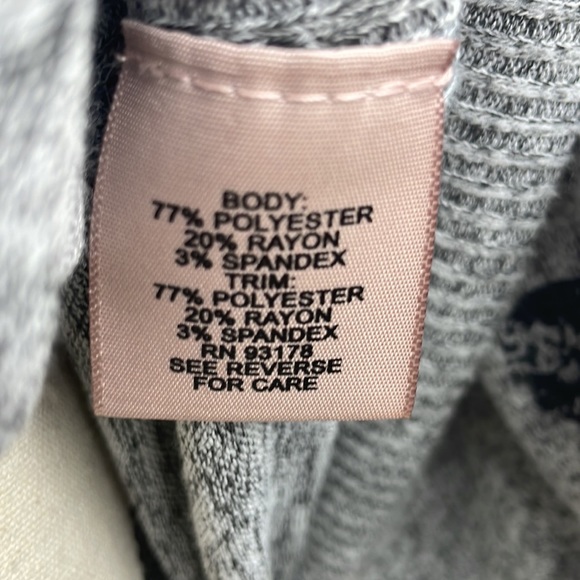 BODY:
77% POLYESTER
20% RAYON
3% SPANDEX
TRIM:
77% POLYESTER
20% RAYON
3% SPANDEX
RN 93178
SEE REVERSE
FOR CARE